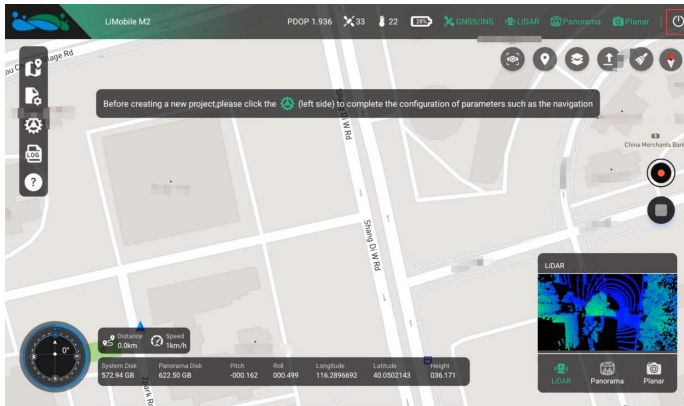 LiMobile M2
PDOP 1.936
33
22
28%
GNSS/INS
LiDAR
Panorama
Planar
age Rd
Before creating a new project,please click the (left side) to complete the configuration of parameters such as the navigation
LOG
?
Di W Rd
China Merchants Bank
Shang Di W Rd
LiDAR
0°
Distance
0.0km
Speed
1km/h
System Disk
572.94 GB
Panorama Disk
622.50 GB
Pitch
-000.162
Roll
000.499
Longitude
116.2896692
Latitude
40.0502143
Height
036.171
LiDAR
Panorama
Planar